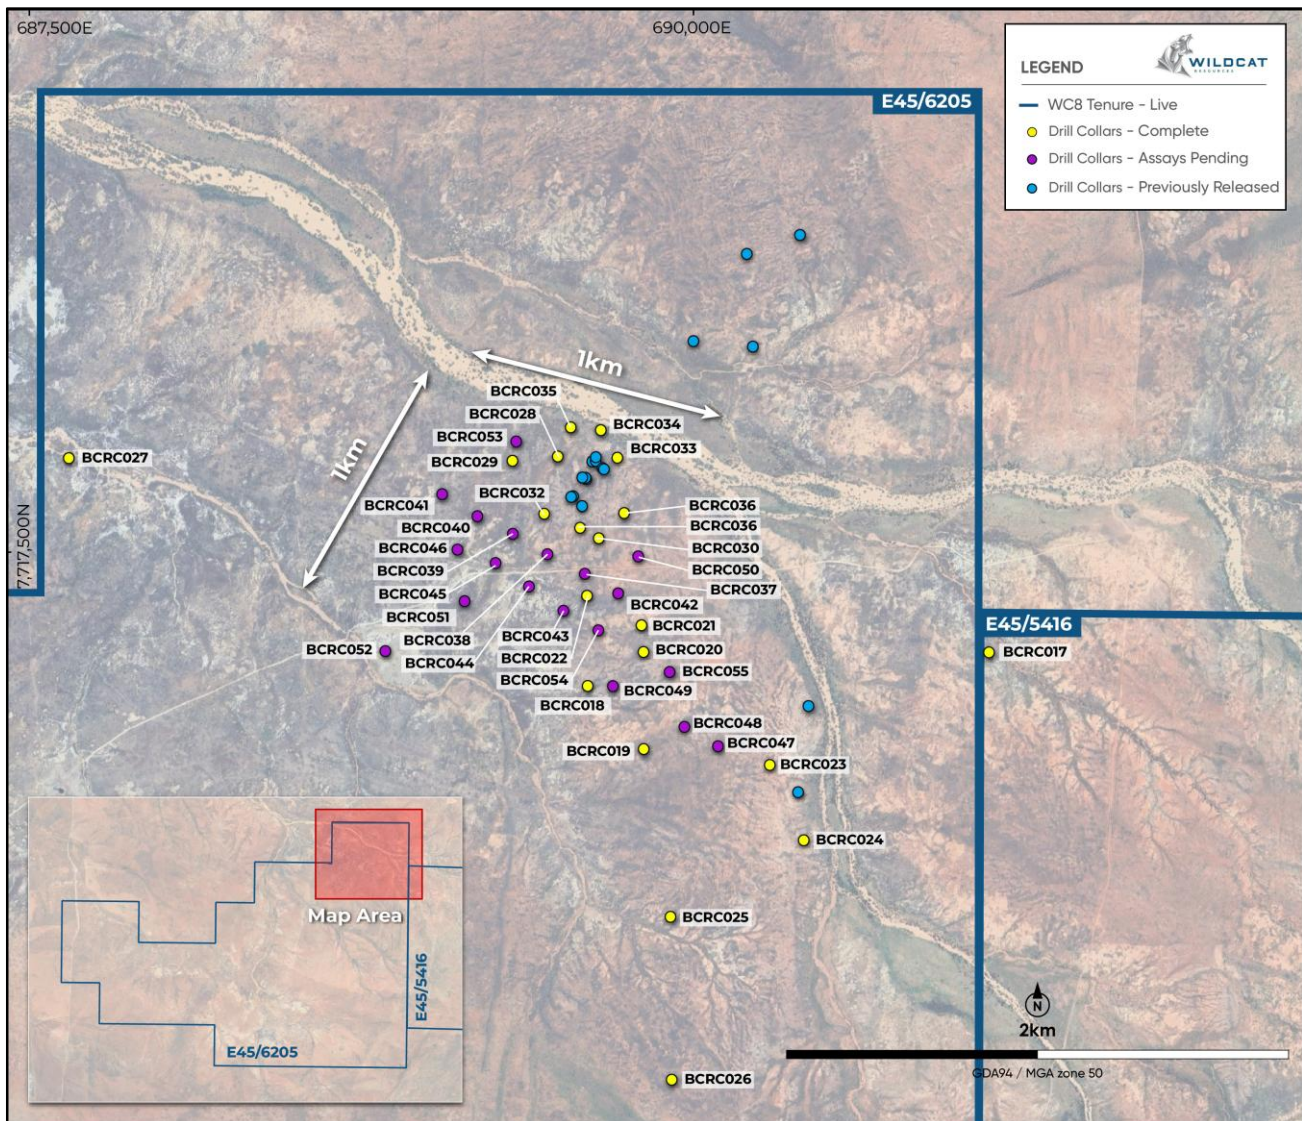 687,500E
690,000E
LEGEND
WILDCAT
RESOURCES
WC8 Tenure - Live
Drill Collars - Complete
Drill Collars - Assays Pending
Drill Collars - Previously Released
E45/6205
1km
1km
BCRC035
BCRC028
BCRC034
BCRC053
BCRC033
BCRC027
BCRC029
BCRC032
BCRC041
BCRC036
BCRC040
BCRC036
BCRC046
BCRC030
BCRC039
BCRC050
7,717,500N
BCRC045
BCRC037
BCRC051
BCRC042
BCRC038
BCRC043
BCRC021
E45/5416
BCRC052
BCRC044
BCRC022
BCRC020
BCRC017
BCRC054
BCRC055
BCRC018
BCRC049
BCRC048
BCRC019
BCRC047
BCRC023
BCRC024
Map Area
BCRC025
E45/5416
E45/6205
N
2km
GDA94 / MGA zone 50
BCRC026